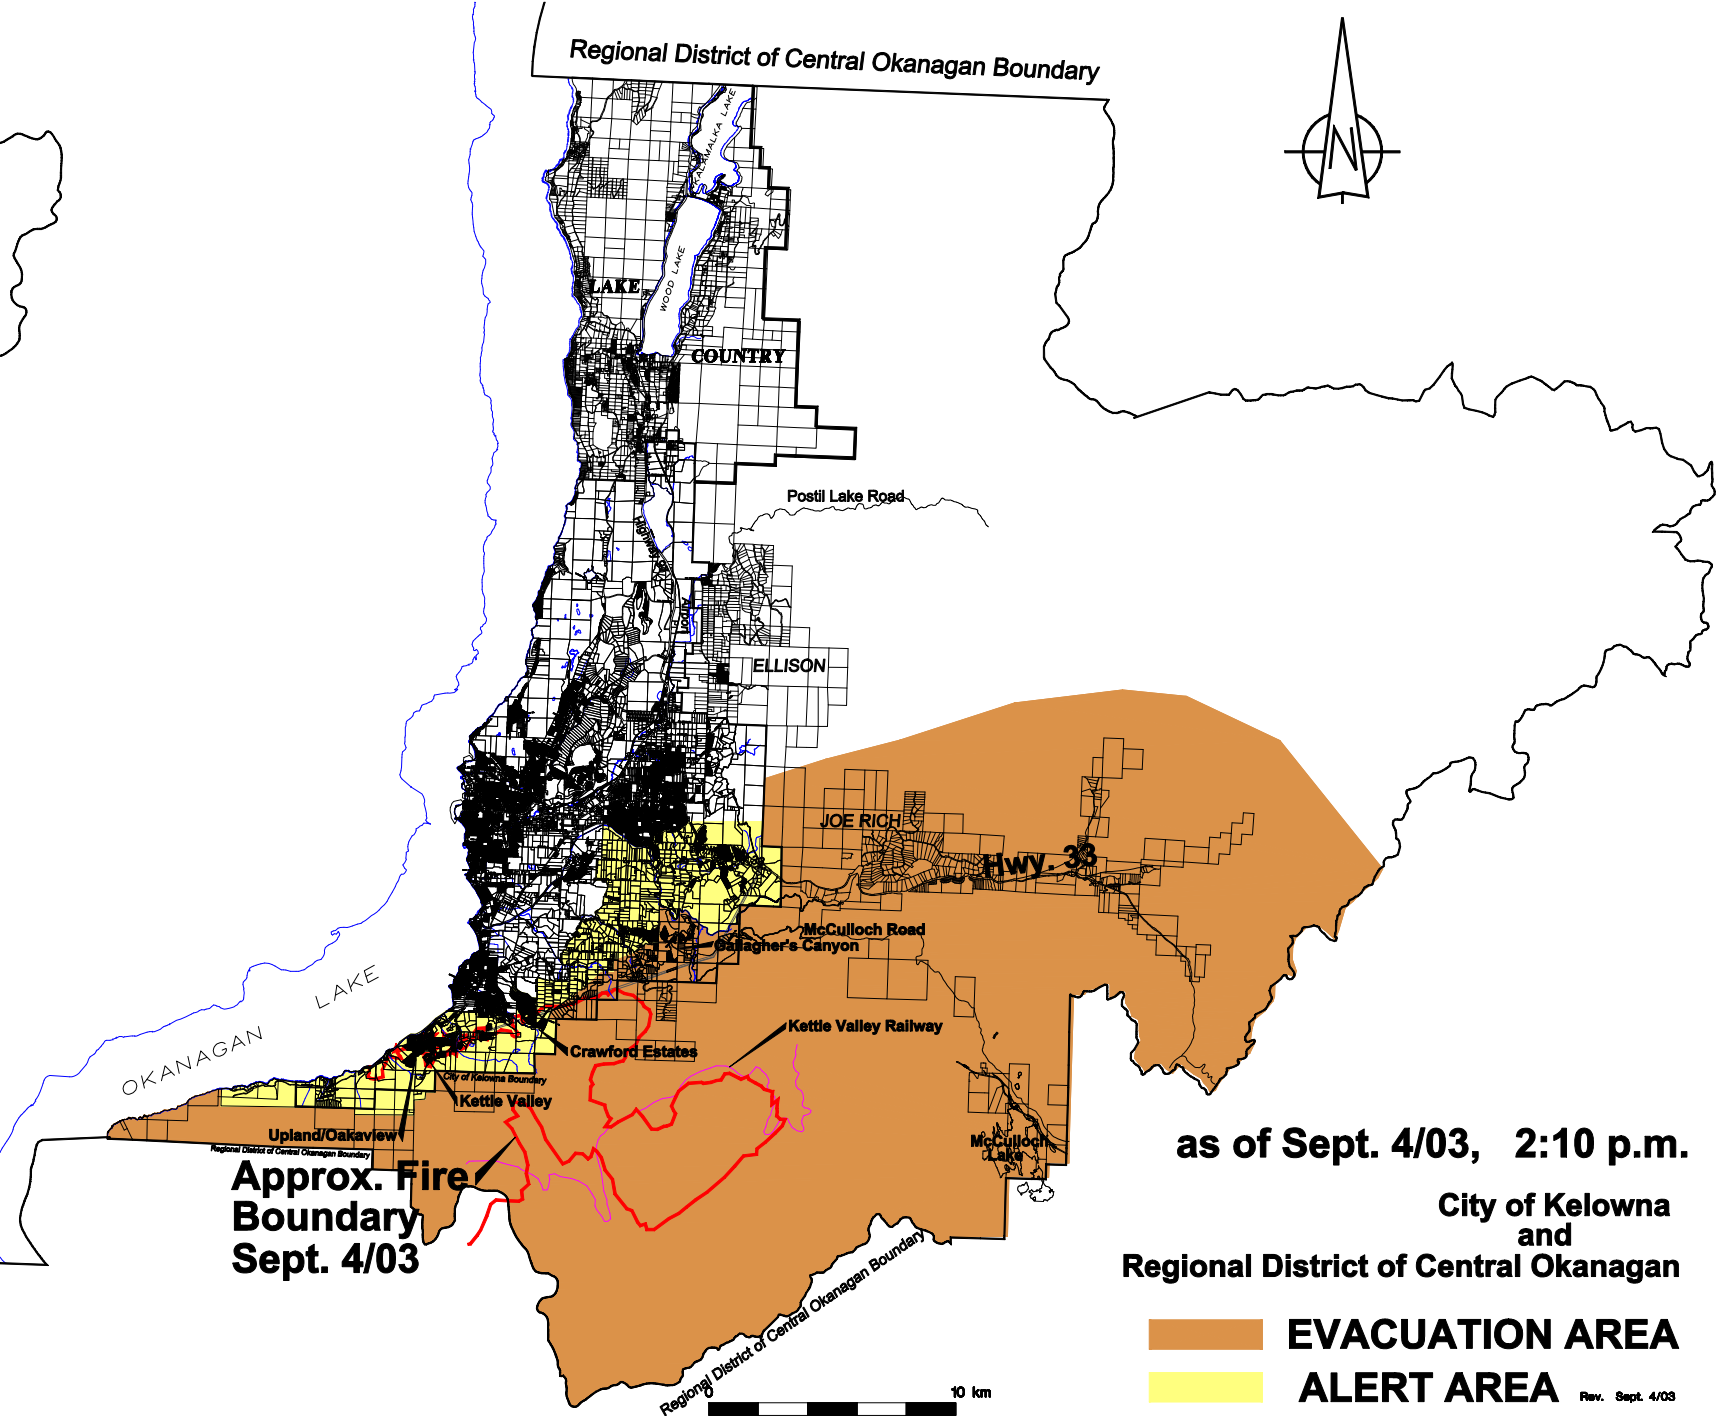 Regional District of Central Okanagan Boundary
N
KALAMALKA LAKE
WOOD LAKE
LAKE
COUNTRY
Postil Lake Road
Highway 97
Airport
ELLISON
JOE RICH
Hwy. 33
McCulloch Road
Gallagher's Canyon
OKANAGAN LAKE
Kettle Valley Railway
Crawford Estates
City of Kelowna Boundary
Kettle Valley
Upland/Oakaview
Regional District of Central Okanagan Boundary
McCulloch
Lake
Approx. Fire
Boundary
Sept. 4/03
as of Sept. 4/03, 2:10 p.m.
City of Kelowna
and
Regional District of Central Okanagan
Regional District of Central Okanagan Boundary
EVACUATION AREA
ALERT AREA
Rev. Sept. 4/03
0 10 km